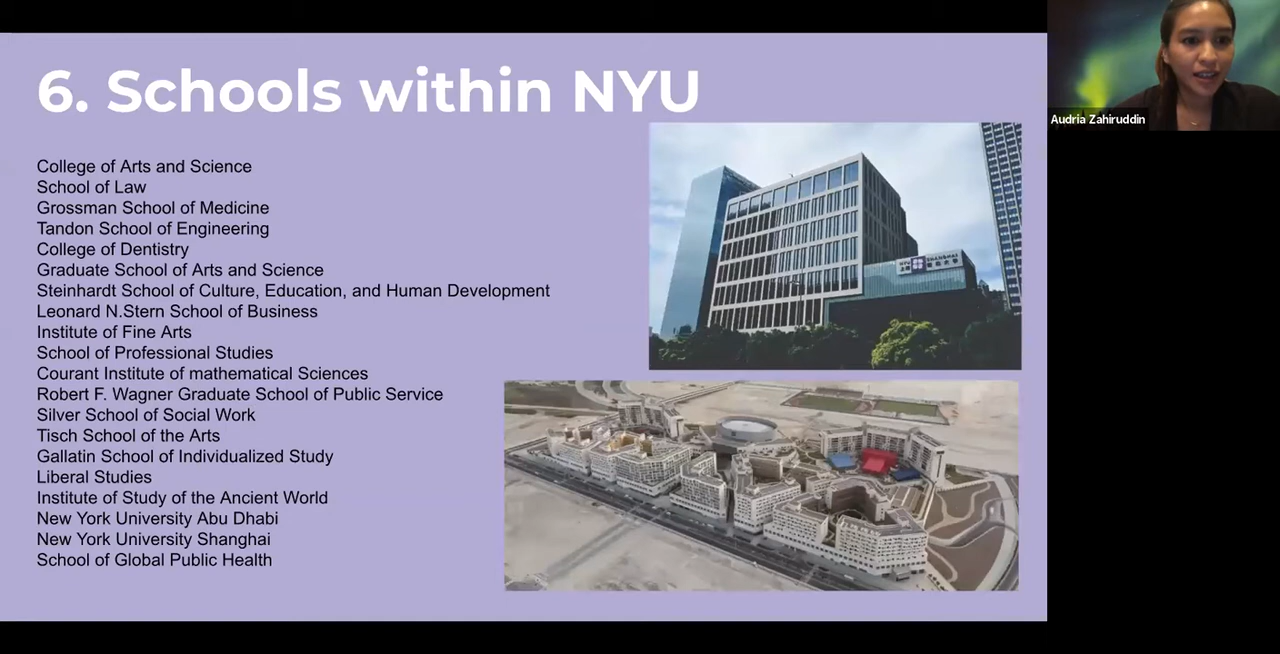 6. Schools within NYU
Audria Zahiruddin
College of Arts and Science
School of Law
Grossman School of Medicine
Tandon School of Engineering
College of Dentistry
Graduate School of Arts and Science
Steinhardt School of Culture, Education, and Human Development
Leonard N.Stern School of Business
Institute of Fine Arts
School of Professional Studies
Courant Institute of mathematical Sciences
Robert F. Wagner Graduate School of Public Service
Silver School of Social Work
Tisch School of the Arts
Gallatin School of Individualized Study
Liberal Studies
Institute of Study of the Ancient World
New York University Abu Dhabi
New York University Shanghai
School of Global Public Health
NYU SHANGHAI